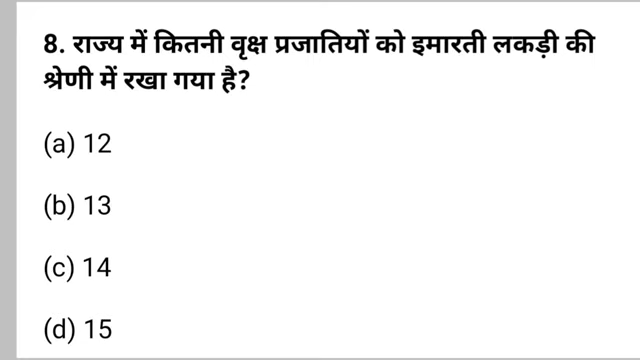 8. राज्य में कितनी वृक्ष प्रजातियों को इमारती लकड़ी की
श्रेणी में रखा गया है?
(a) 12
(b) 13
(c) 14
(d) 15